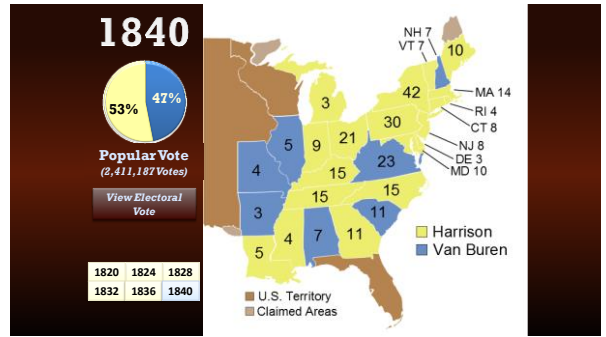 1840
53%
47%
Popular Vote
(2,411,187 Votes)
View Electoral
Vote
1820 1824 1828
1832 1836 1840
NH 7
VT 7
10
MA 14
RI 4
CT 8
NJ 8
DE 3
MD 10
42
3
30
5
9
21
23
4
15
15
15
3
11
5
4
7
11
Harrison
Van Buren
U.S. Territory
Claimed Areas